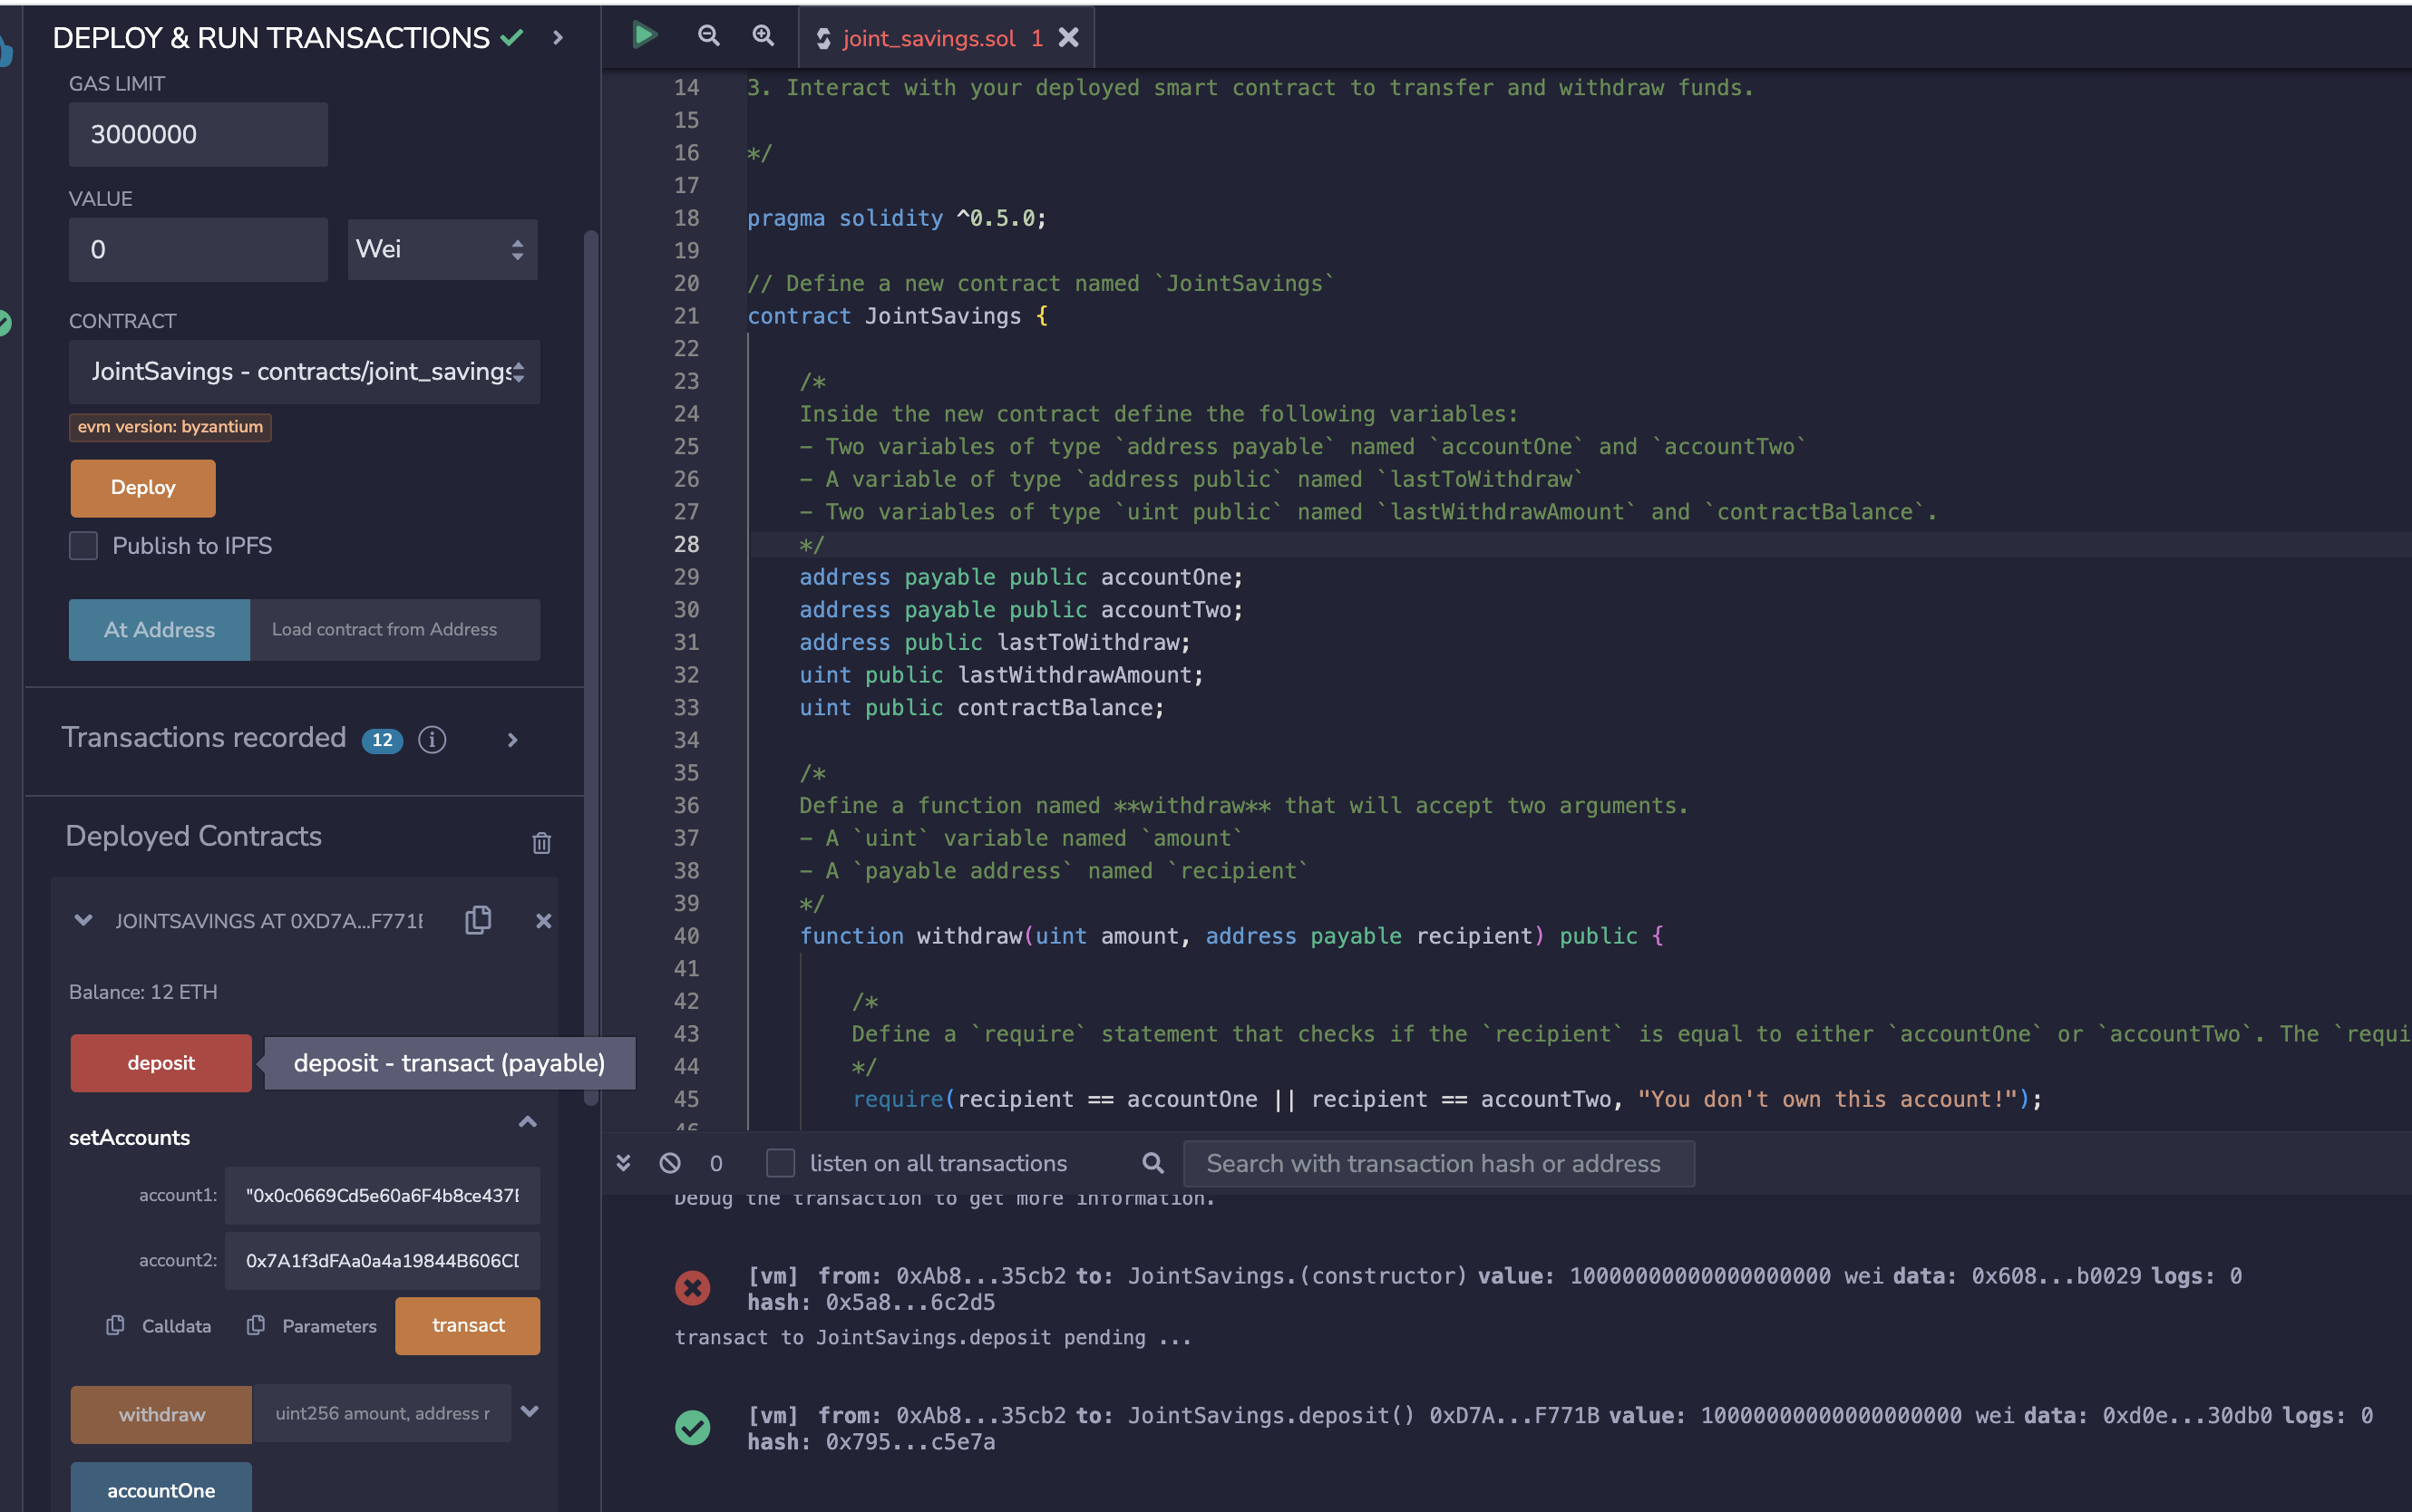 DEPLOY & RUN TRANSACTIONS
GAS LIMIT
3000000
VALUE
0
Wei
CONTRACT
JointSavings - contracts/joint_savings
evm version: byzantium
Deploy
Publish to IPFS
At Address
Load contract from Address
Transactions recorded 12 i
Deployed Contracts
JOINTSAVINGS AT 0XD7A...F771B
Balance: 12 ETH
deposit
deposit - transact (payable)
setAccounts
account1: "0x0c0669Cd5e60a6F4b8ce437E
account2: 0x7A1f3dFAa0a4a19844B606CD
Calldata
Parameters
transact
withdraw
uint256 amount, address r
accountOne
joint_savings.sol 1
14 3. Interact with your deployed smart contract to transfer and withdraw funds.
15
16 */
17
18 pragma solidity ^0.5.0;
19
20 // Define a new contract named `JointSavings`
21 contract JointSavings {
22
23 /*
24 Inside the new contract define the following variables:
25 - Two variables of type `address payable` named `accountOne` and `accountTwo`
26 - A variable of type `address public` named `lastToWithdraw`
27 - Two variables of type `uint public` named `lastWithdrawAmount` and `contractBalance`.
28 */
29 address payable public accountOne;
30 address payable public accountTwo;
31 address public lastToWithdraw;
32 uint public lastWithdrawAmount;
33 uint public contractBalance;
34
35 /*
36 Define a function named **withdraw** that will accept two arguments.
37 - A `uint` variable named `amount`
38 - A `payable address` named `recipient`
39 */
40 function withdraw(uint amount, address payable recipient) public {
41
42 /*
43 Define a `require` statement that checks if the `recipient` is equal to either `accountOne` or `accountTwo`. The `requi
44 */
45 require(recipient == accountOne || recipient == accountTwo, "You don't own this account!");
46
0
listen on all transactions
Search with transaction hash or address
Debug the transaction to get more information.
[vm] from: 0xAb8...35cb2 to: JointSavings.(constructor) value: 10000000000000000000 wei data: 0x608...b0029 logs: 0
hash: 0x5a8...6c2d5
transact to JointSavings.deposit pending ...
[vm] from: 0xAb8...35cb2 to: JointSavings.deposit() 0xD7A...F771B value: 10000000000000000000 wei data: 0xd0e...30db0 logs: 0
hash: 0x795...c5e7a